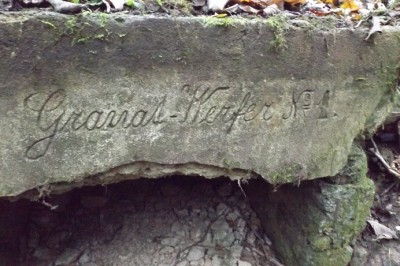 Granat-Werfer No 1.